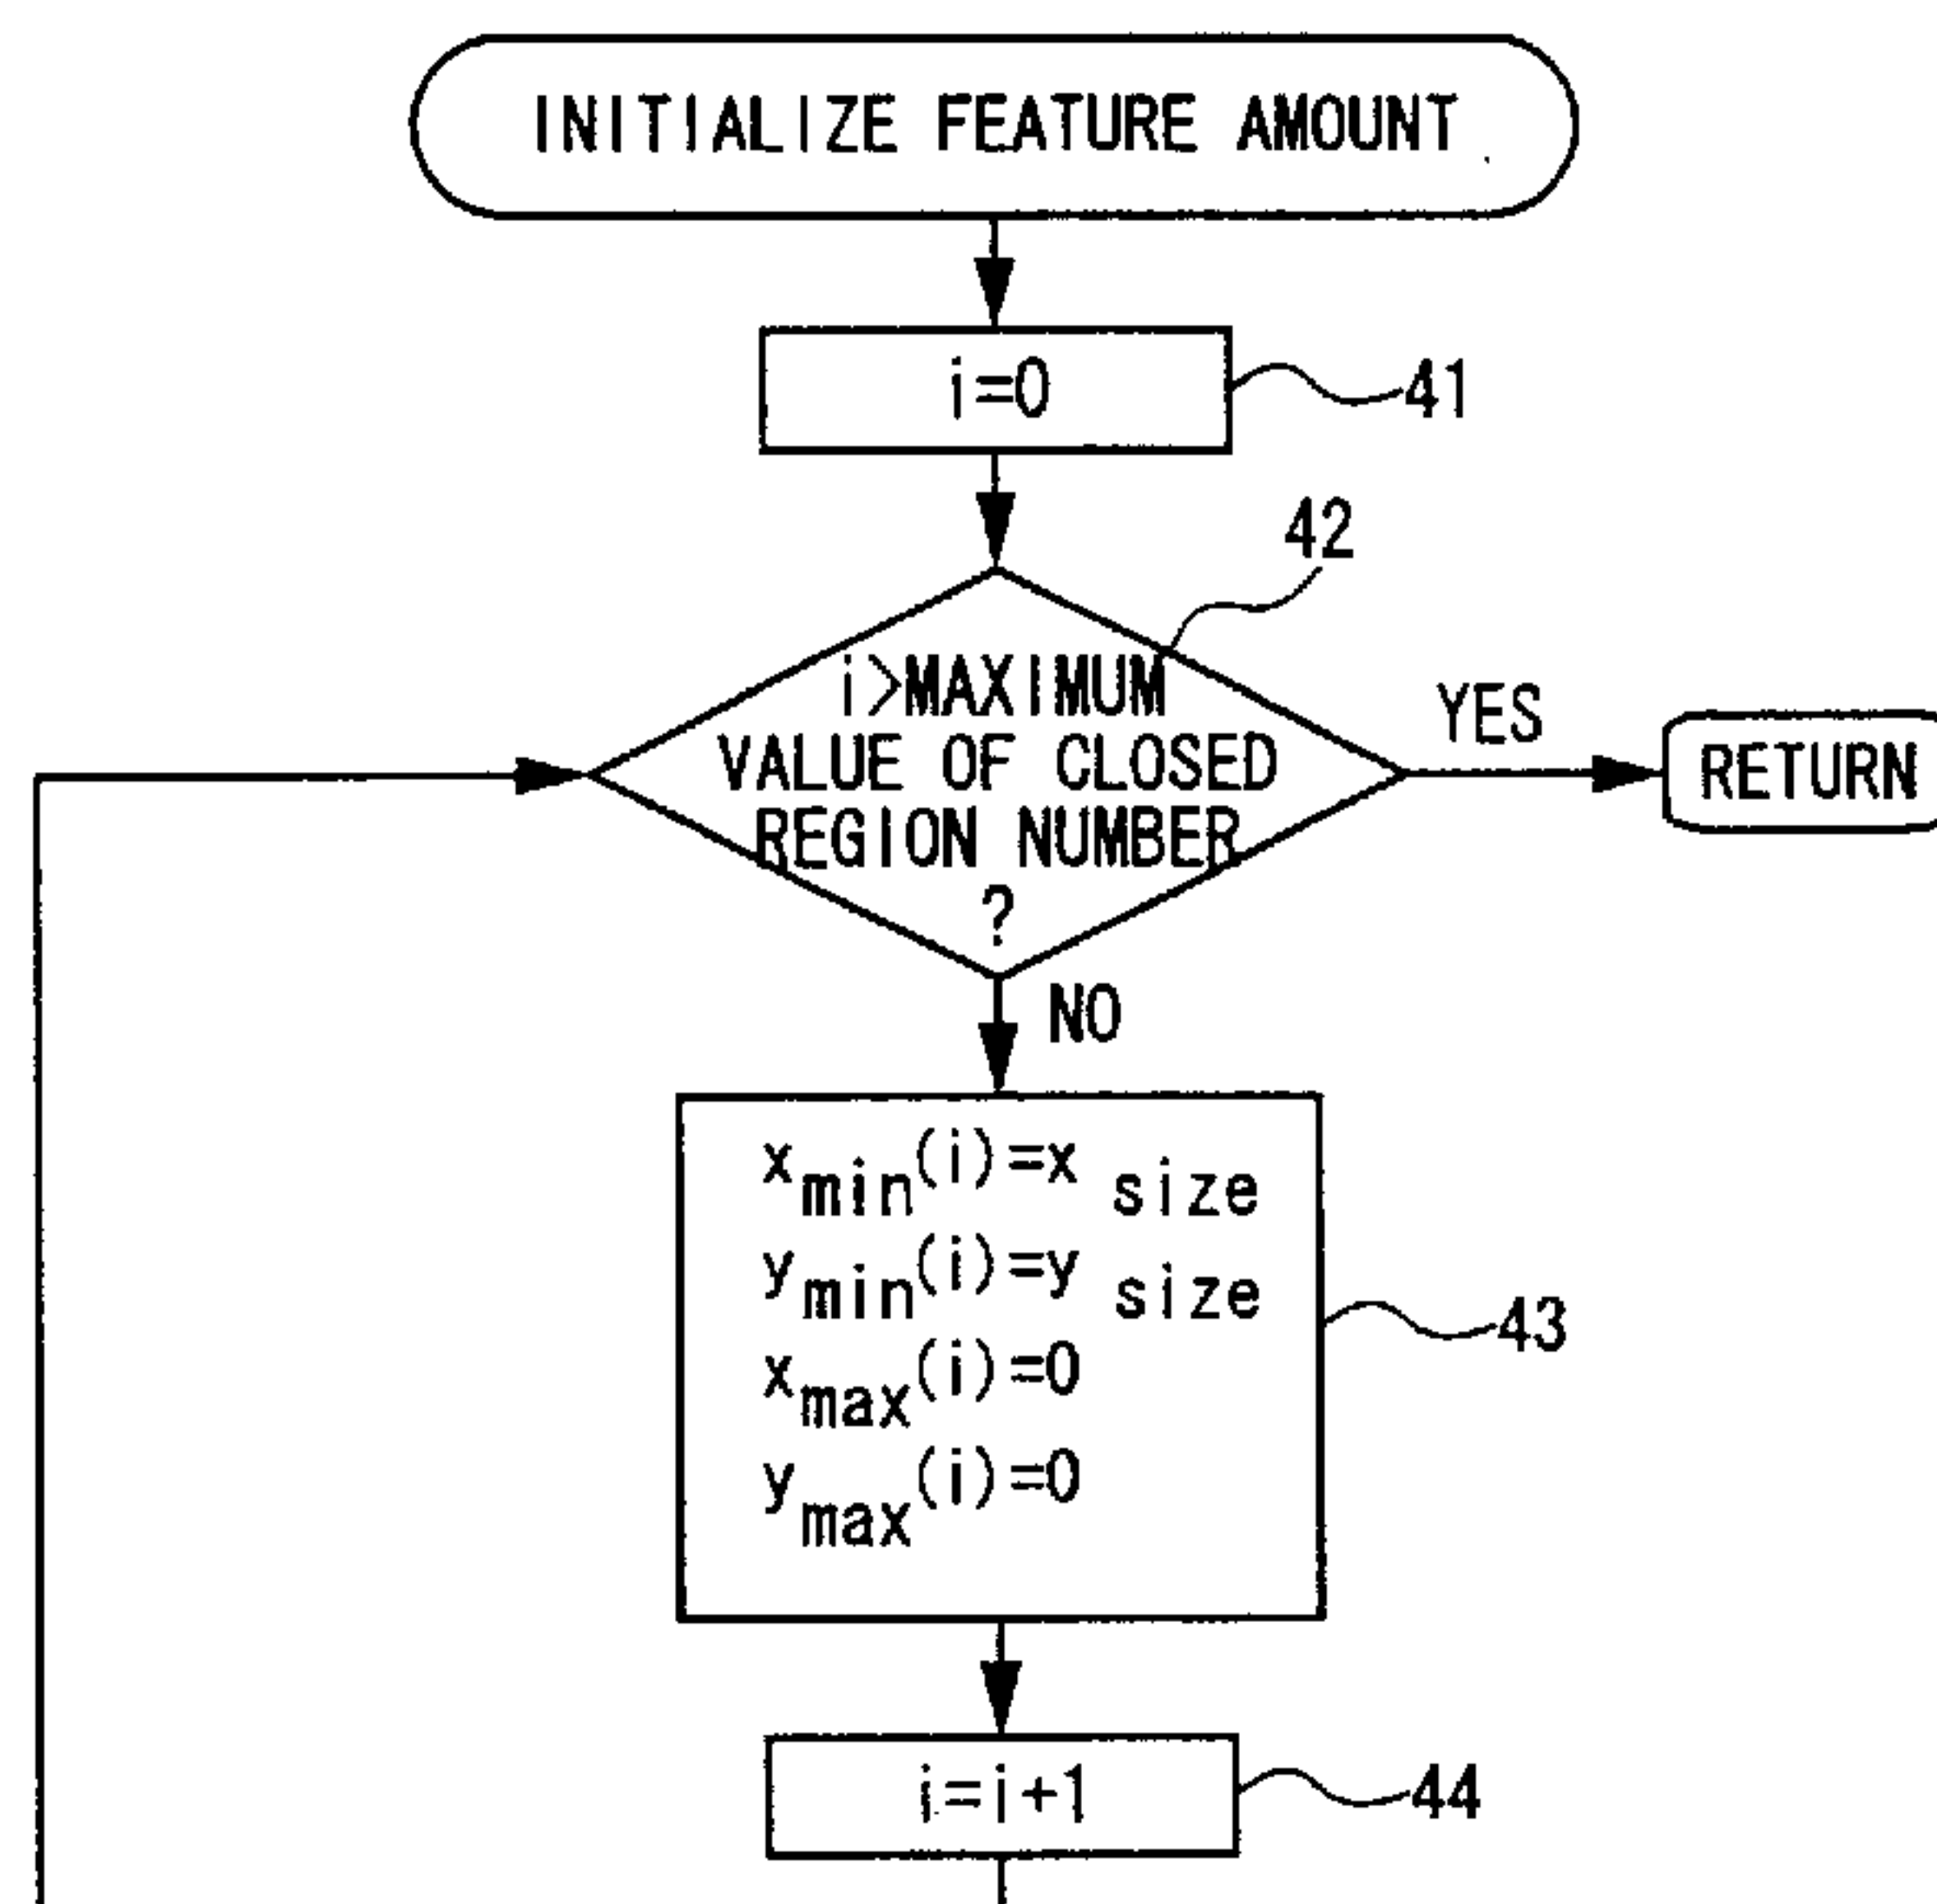 INITIALIZE FEATURE AMOUNT
i=0
41
42
i>MAXIMUM
VALUE OF CLOSED
REGION NUMBER
?
YES
RETURN
NO
xmin(i)=x size
ymin(i)=y size
xmax(i)=0
ymax(i)=0
43
i=i+1
44